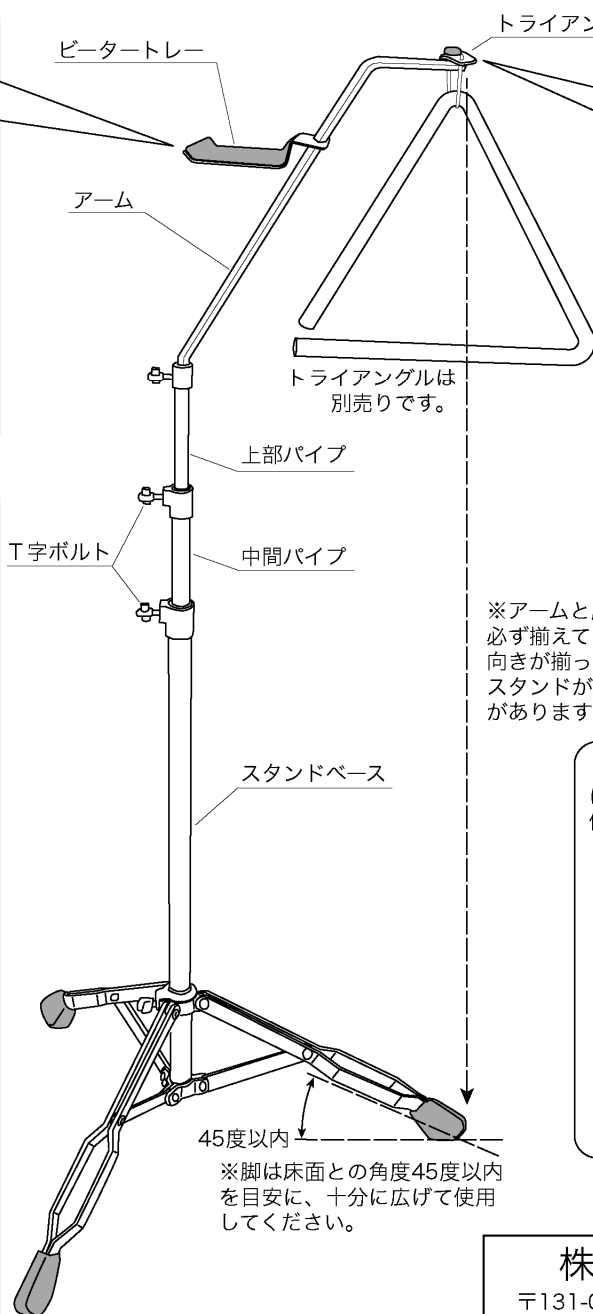 ビータートレー
トライアン
アーム
トライアングルは
別売りです。
上部パイプ
T字ボルト
中間パイプ
※アームと
必ず揃えて
向きが揃っ
スタンドが
があります
スタンドベース
45度以内
※脚は床面との角度45度以内
を目安に、十分に広げて使用
してください。
株
〒131-0